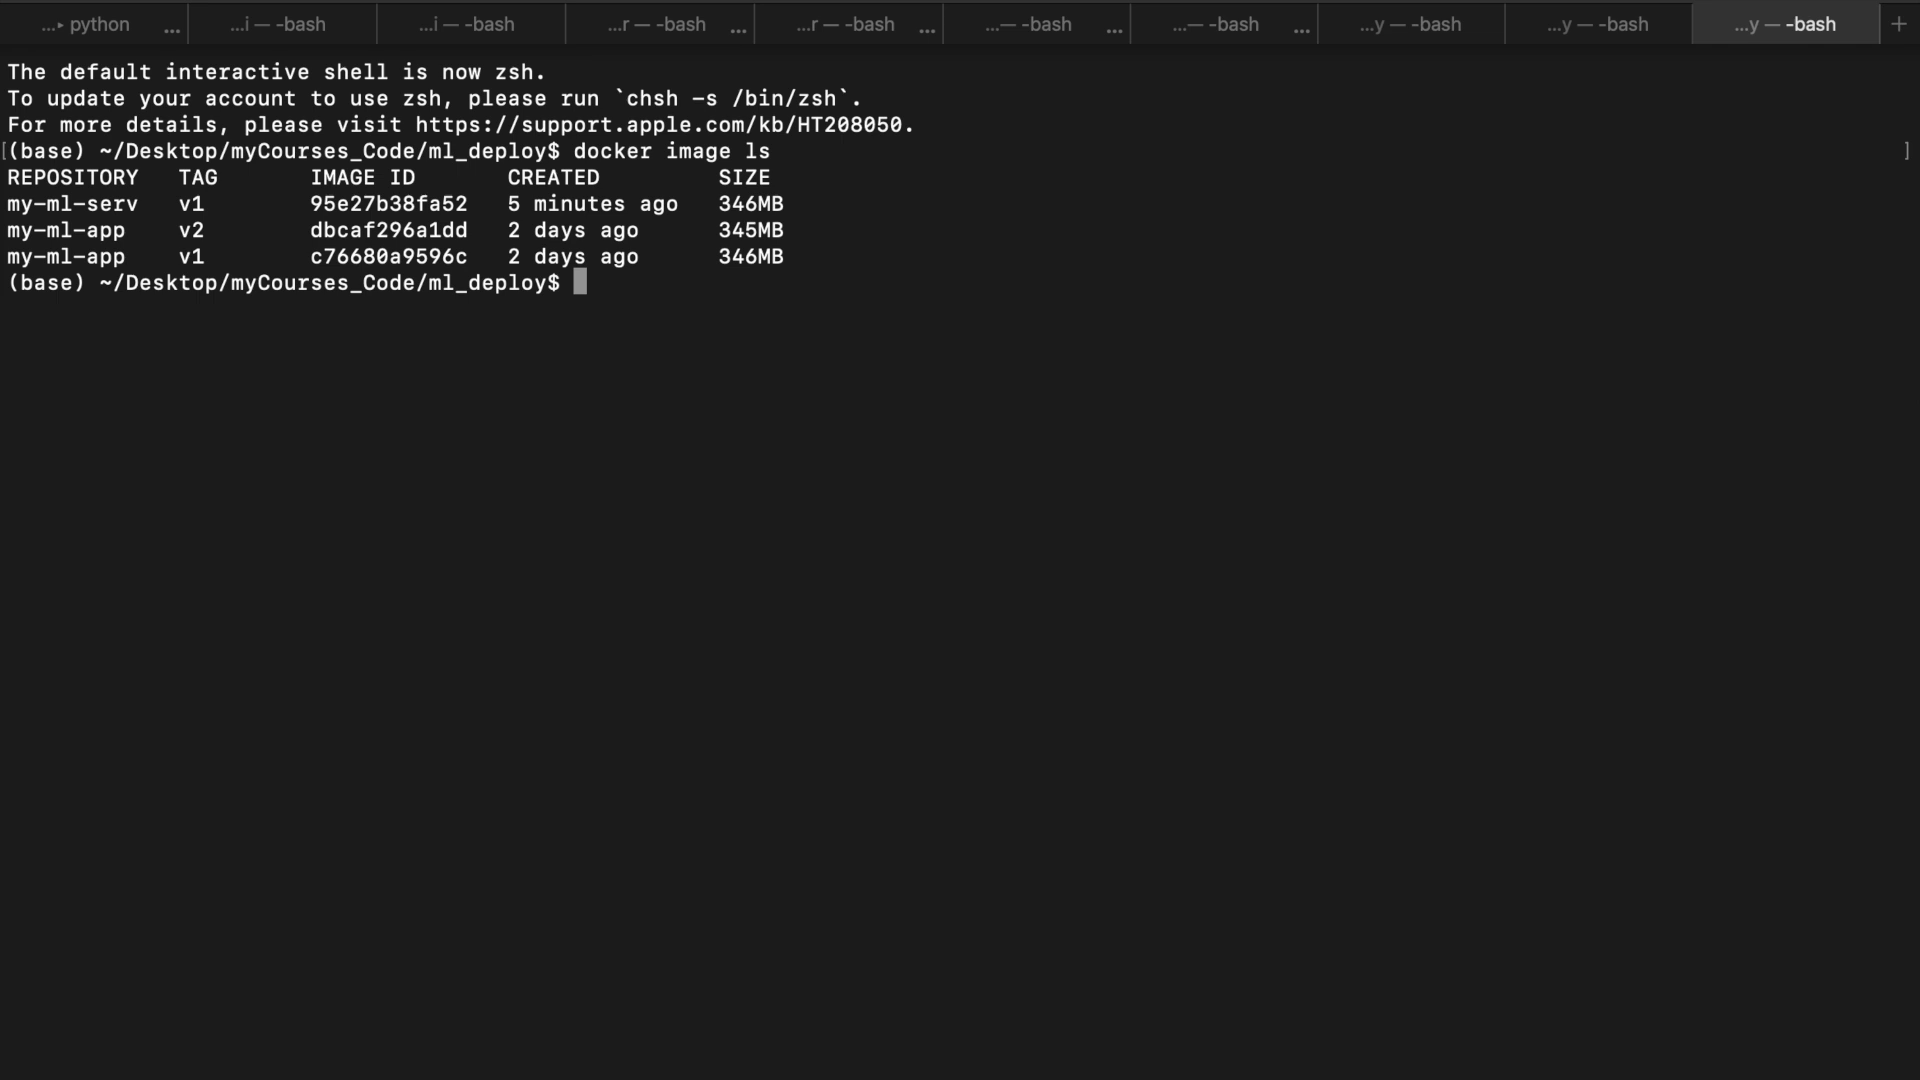 ...▸ python ... ...i — -bash ...i — -bash ...r — -bash ... ...r — -bash ... ...— -bash ... ...— -bash ... ...y — -bash ...y — -bash ...y — -bash +
The default interactive shell is now zsh.
To update your account to use zsh, please run `chsh -s /bin/zsh`.
For more details, please visit https://support.apple.com/kb/HT208050.
[(base) ~/Desktop/myCourses_Code/ml_deploy$ docker image ls ]
REPOSITORY TAG IMAGE ID CREATED SIZE
my-ml-serv v1 95e27b38fa52 5 minutes ago 346MB
my-ml-app v2 dbcaf296a1dd 2 days ago 345MB
my-ml-app v1 c76680a9596c 2 days ago 346MB
(base) ~/Desktop/myCourses_Code/ml_deploy$